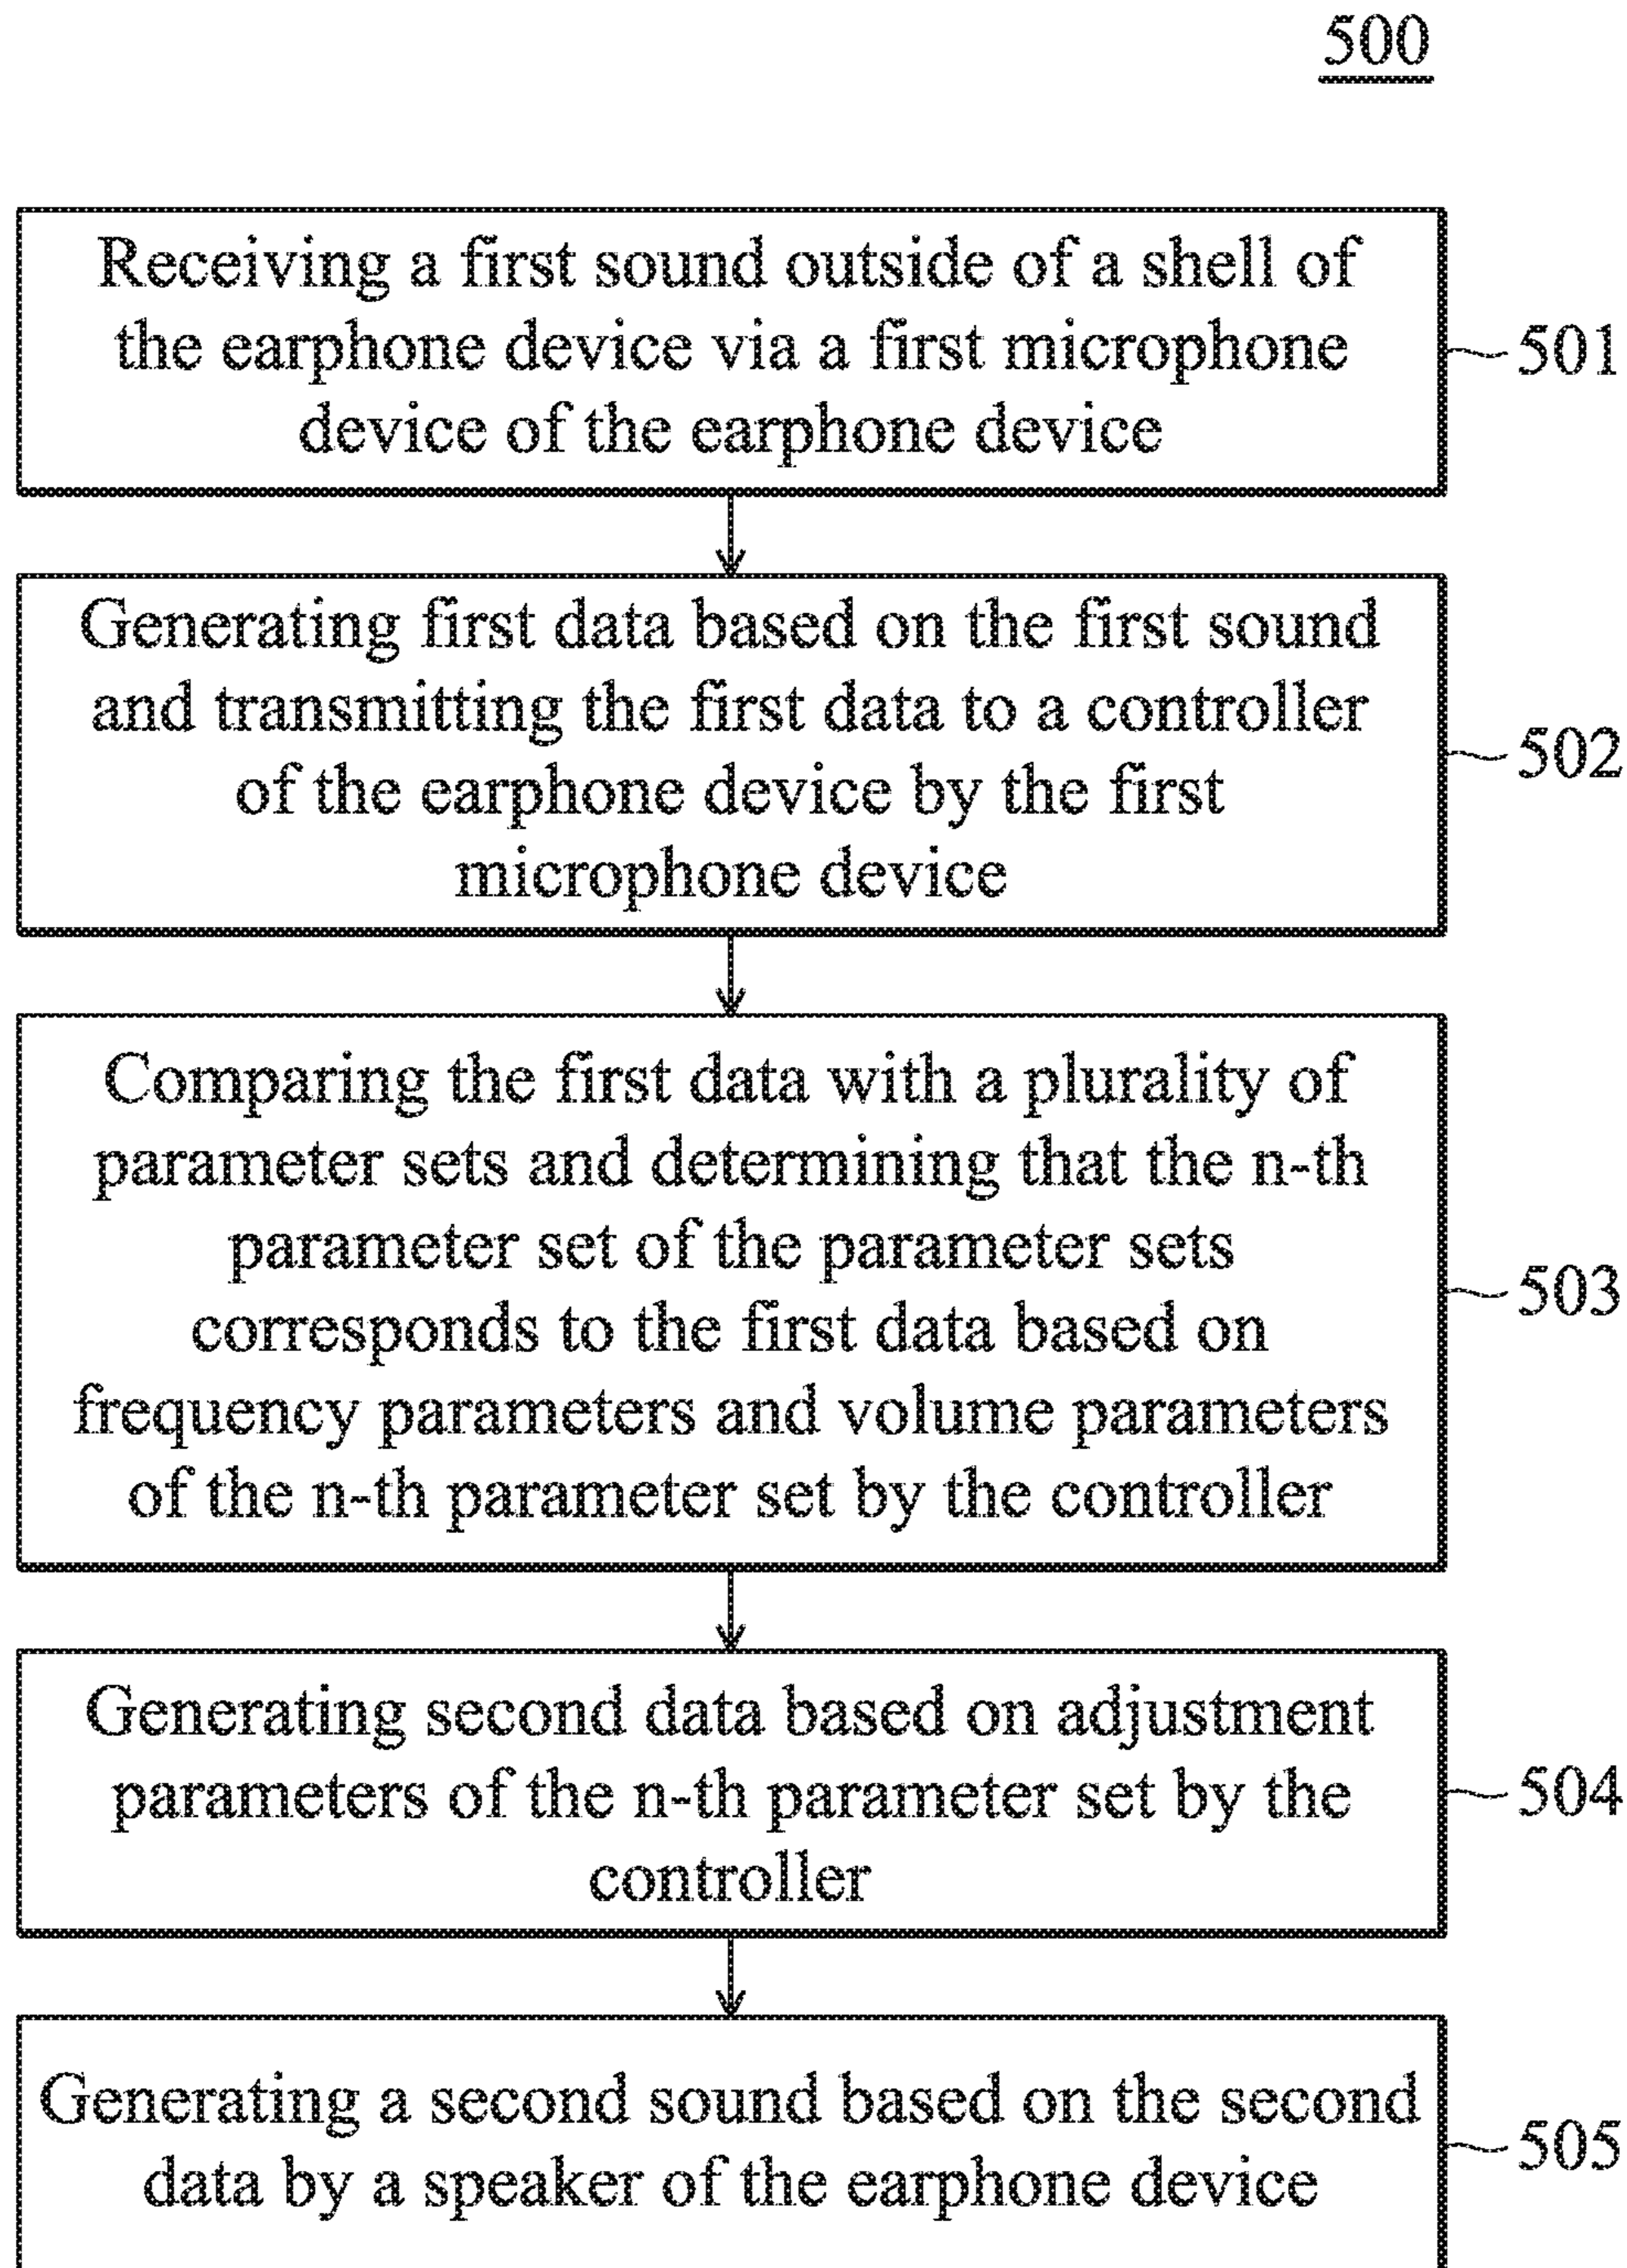 500
Receiving a first sound outside of a shell of
the earphone device via a first microphone
device of the earphone device
501
Generating first data based on the first sound
and transmitting the first data to a controller
of the earphone device by the first
microphone device
502
Comparing the first data with a plurality of
parameter sets and determining that the n-th
parameter set of the parameter sets
corresponds to the first data based on
frequency parameters and volume parameters
of the n-th parameter set by the controller
503
Generating second data based on adjustment
parameters of the n-th parameter set by the
controller
504
Generating a second sound based on the second
data by a speaker of the earphone device
505